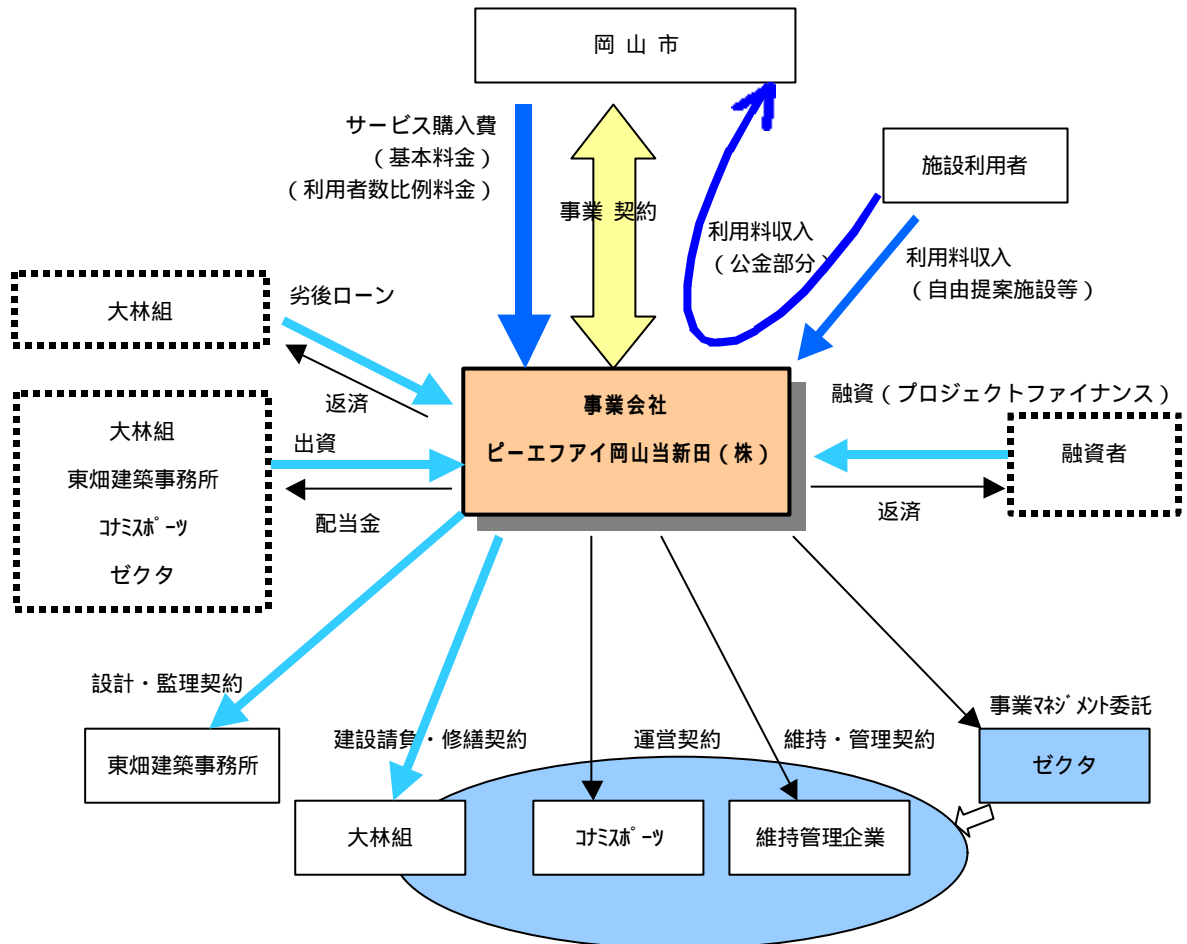 岡 山 市
サービス購入費
（基本料金）
（利用者数比例料金）
事業 契約
施設利用者
利用料収入
（公金部分）
利用料収入
（自由提案施設等）
大林組
劣後ローン
返済
事業会社
ピーエフアイ岡山当新田（株）
融資（プロジェクトファイナンス）
融資者
返済
大林組
東畑建築事務所
ｺﾅﾐｽﾎﾟｰﾂ
ゼクタ
出資
配当金
設計・監理契約
東畑建築事務所
建設請負・修繕契約
運営契約
維持・管理契約
事業ﾏﾈｼﾞﾒﾝﾄ委託
ゼクタ
大林組
ｺﾅﾐｽﾎﾟｰﾂ
維持管理企業